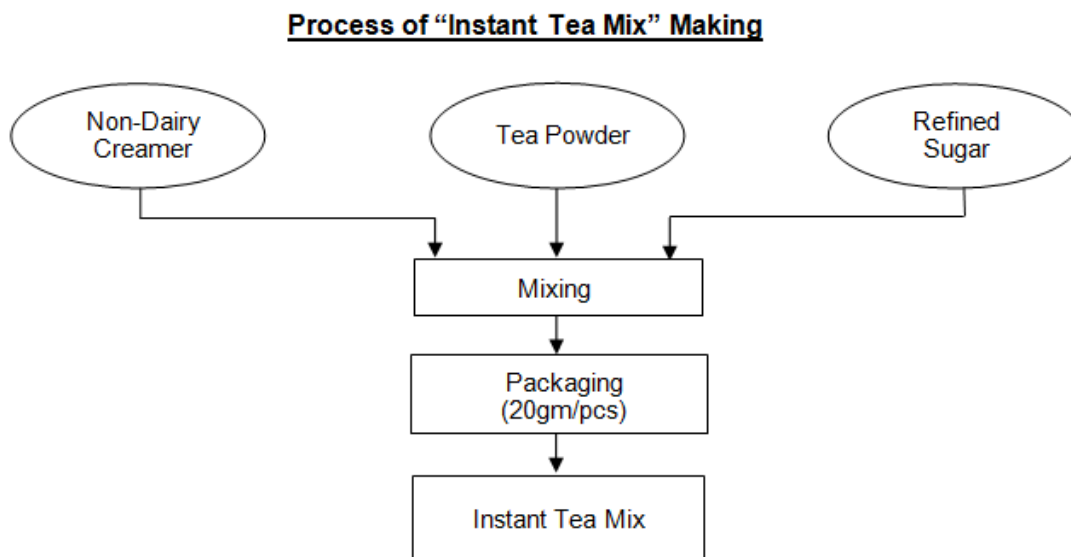 Process of “Instant Tea Mix” Making
Non-Dairy
Creamer
Tea Powder
Refined
Sugar
Mixing
Packaging
(20gm/pcs)
Instant Tea Mix